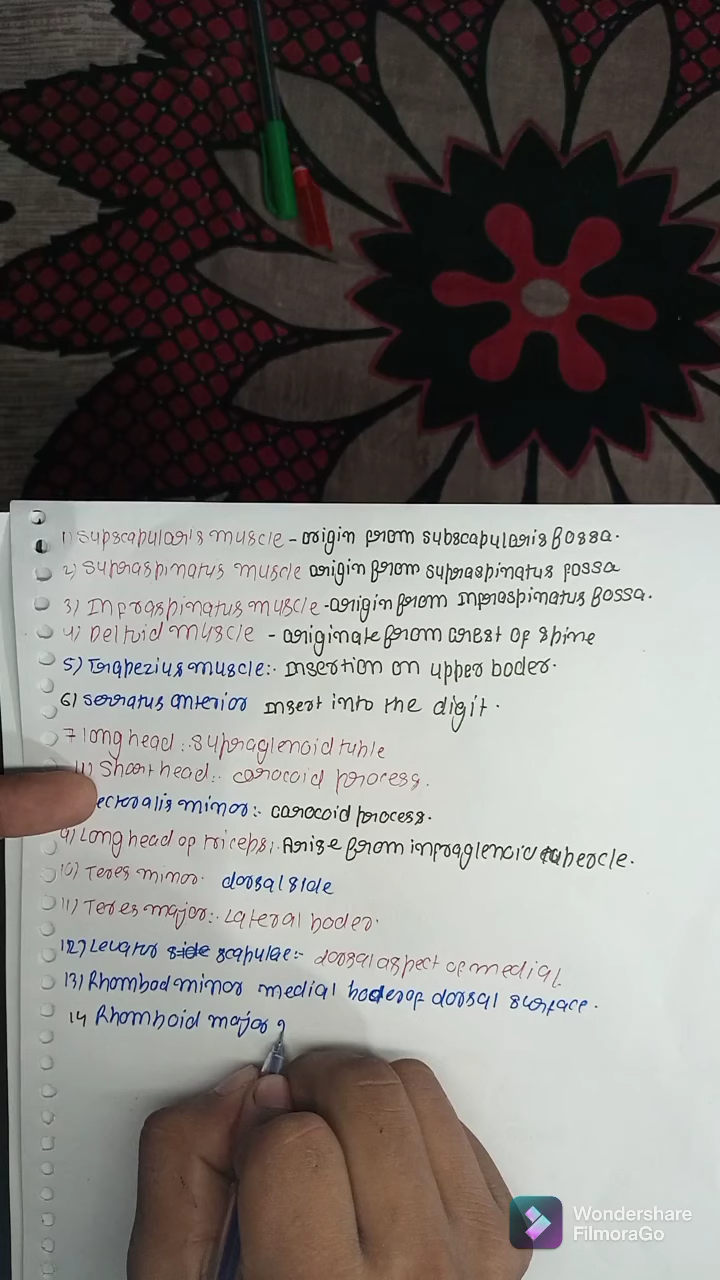 1) Supscapularis muscle - origin from subscapularis fossa.
2) Supraspinatus muscle origin from supraspinatus fossa
3) Infraspinatus muscle - origin from Infraspinatus fossa.
4) Deltoid muscle - originate from crest of spine
5) Trapezius muscle:- Insertion on upper boder.
6) serratus anterior Insert into the digit.
7 long head: supraglenoid tuble
Short head:- corocoid process.
ectoralis minor:- corocoid process.
9) Long head of triceps: Arise from infraglenoid tubercle.
10) Teres minor. dorsal side
11) Teres major:- Lateral boder.
12) Levator side scapulae:- dorsal aspect of medial
13) Rhombod minor medial boder of dorsal surface.
14 Rhomboid major
Wondershare
FilmoraGo